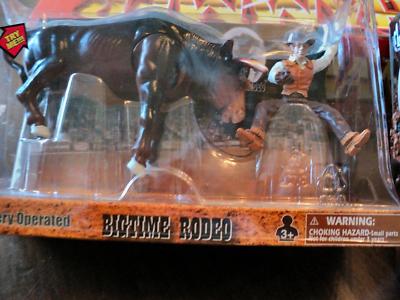 TRY
ME!
ery Operated
BIGTIME RODEO
3+
WARNING:
CHOKING HAZARD-Small parts
Not for children under 3 years